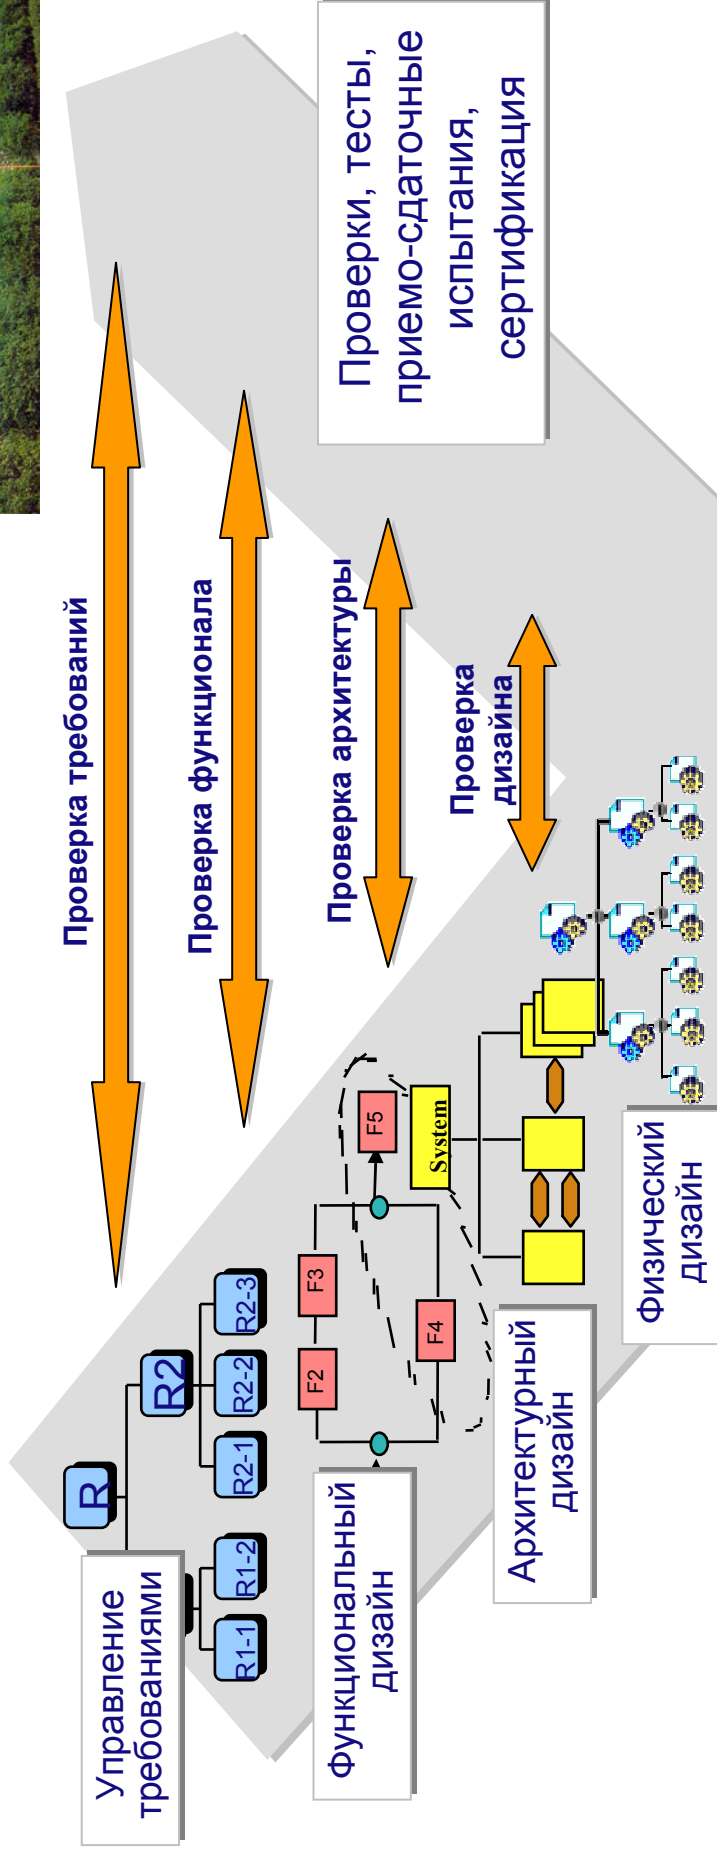 Управление
требованиями
R
R2
R1-1
R1-2
R2-1
R2-2
R2-3
Проверка требований
Функциональный
дизайн
F2
F3
F4
F5
Проверка функционала
Архитектурный
дизайн
System
Проверка архитектуры
Физический
дизайн
Проверка
дизайна
Проверки, тесты,
приемо-сдаточные
испытания,
сертификация